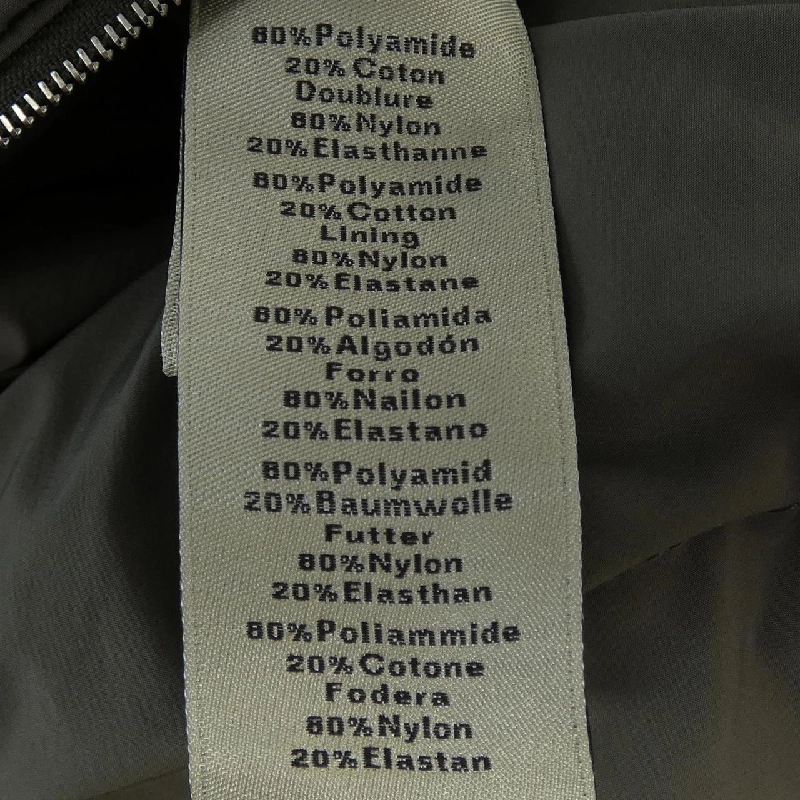 80%Polyamide
20%Coton
Doublure
80%Nylon
20%Elasthanne
80%Polyamide
20%Cotton
Lining
80%Nylon
20%Elastane
80%Poliamida
20%Algodón
Forro
80%Nailon
20%Elastano
80%Polyamid
20%Baumwolle
Futter
80%Nylon
20%Elasthan
80%Poliammide
20%Cotone
Fodera
80%Nylon
20%Elastan